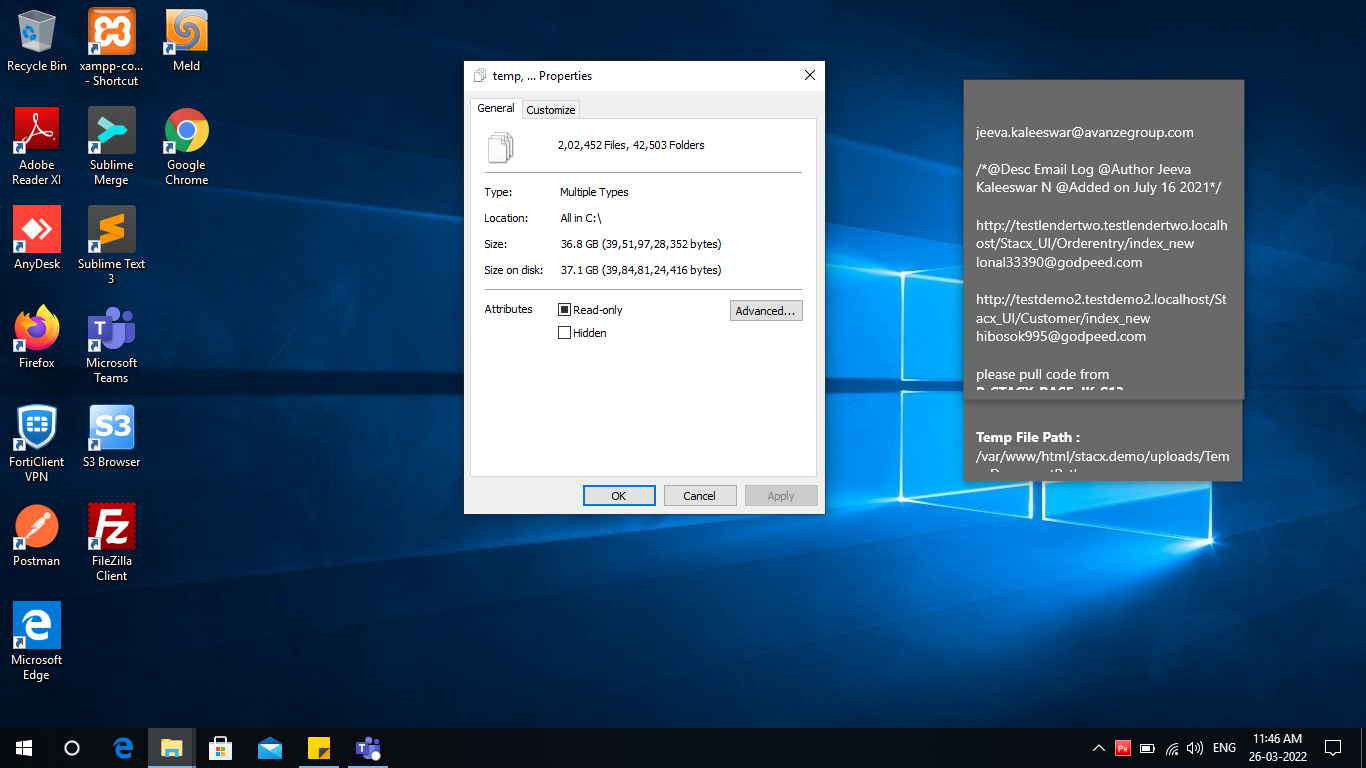 Recycle Bin
xampp-co...
- Shortcut
Meld
Adobe
Reader XI
Sublime
Merge
Google
Chrome
AnyDesk
Sublime Text
3
Firefox
Microsoft
Teams
FortiClient
VPN
S3
S3 Browser
Postman
FileZilla
Client
Microsoft
Edge
temp, ... Properties
General
Customize
2,02,452 Files, 42,503 Folders
Type: Multiple Types
Location: All in C:\
Size: 36.8 GB (39,51,97,28,352 bytes)
Size on disk: 37.1 GB (39,84,81,24,416 bytes)
Attributes
Read-only
Advanced...
Hidden
OK
Cancel
Apply
jeeva.kaleeswar@avanzegroup.com
/*@Desc Email Log @Author Jeeva
Kaleeswar N @Added on July 16 2021*/
http://testlendertwo.testlendertwo.localh
ost/Stacx_UI/Orderentry/index_new
lonal33390@godpeed.com
http://testdemo2.testdemo2.localhost/St
acx_UI/Customer/index_new
hibosok995@godpeed.com
please pull code from
Temp File Path :
/var/www/html/stacx.demo/uploads/Tem
ENG
11:46 AM
26-03-2022